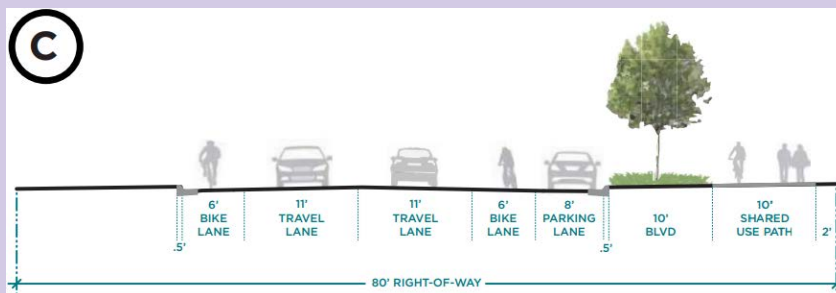 C
6' 11' 11' 6' 8' 10' 10'
BIKE TRAVEL TRAVEL BIKE PARKING BLVD SHARED 2'
LANE LANE LANE LANE LANE USE PATH
.5' .5'
80' RIGHT-OF-WAY